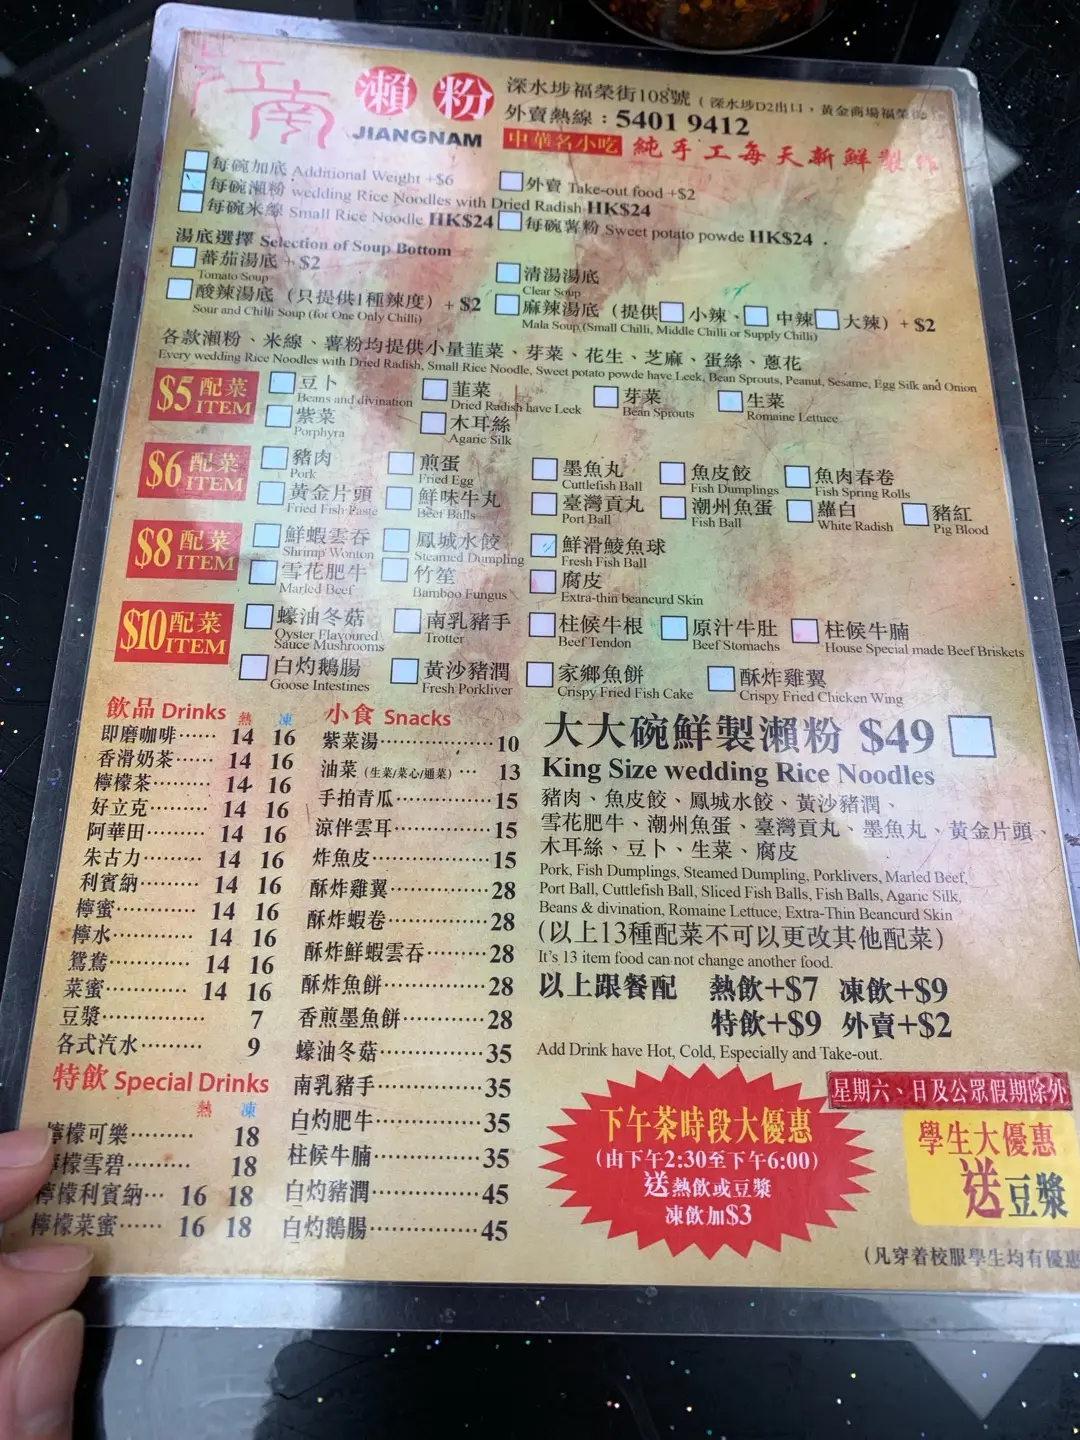 江南 瀨粉 JIANGNAM
深水埗福榮街108號（深水埗D2出口，黃金商場福榮街）
外賣熱線：5401 9412
中華名小吃 純手工每天新鮮製作
每碗加底 Additional Weight +$6
外賣 Take-out food +$2
每碗瀨粉 wedding Rice Noodles with Dried Radish HK$24
每碗米線 Small Rice Noodle HK$24
每碗薯粉 Sweet potato powde HK$24
湯底選擇 Selection of Soup Bottom
蕃茄湯底 + $2
Tomato Soup
清湯湯底
Clear Soup
酸辣湯底（只提供1種辣度）+ $2
Sour and Chilli Soup (for One Only Chilli)
麻辣湯底（提供 小辣、 中辣 大辣）+ $2
Mala Soup (Small Chilli, Middle Chilli or Supply Chilli)
各款瀨粉、米線、薯粉均提供小量韮菜、芽菜、花生、芝麻、蛋絲、蔥花
Every wedding Rice Noodles with Dried Radish, Small Rice Noodle, Sweet potato powde have Leek, Bean Sprouts, Peanut, Sesame, Egg Silk and Onion
$5 配菜 ITEM
豆卜 韮菜 芽菜 生菜
Beans and divination Dried Radish have Leek Bean Sprouts Romaine Lettuce
紫菜 木耳絲
Porphyra Agaric Silk
$6 配菜 ITEM
豬肉 煎蛋 墨魚丸 魚皮餃 魚肉春卷
Pork Fried Egg Cuttlefish Ball Fish Dumplings Fish Spring Rolls
黃金片頭 鮮味牛丸 臺灣貢丸 潮州魚蛋 蘿白 豬紅
Fried Fish Paste Beef Balls Port Ball Fish Ball White Radish Pig Blood
$8 配菜 ITEM
鮮蝦雲吞 鳳城水餃 鮮滑鯪魚球
Shrimp Wonton Steamed Dumpling Fresh Fish Ball
雪花肥牛 竹笙 腐皮
Marled Beef Bamboo Fungus Extra-thin beancurd Skin
$10 配菜 ITEM
蠔油冬菇 南乳豬手 柱候牛根 原汁牛肚 柱候牛腩
Oyster Flavoured Sauce Mushrooms Trotter Beef Tendon Beef Stomachs House Special made Beef Briskets
白灼鵝腸 黃沙豬潤 家鄉魚餅 酥炸雞翼
Goose Intestines Fresh Porkliver Crispy Fried Fish Cake Crispy Fried Chicken Wing
飲品 Drinks 熱 凍
即磨咖啡…… 14 16
香滑奶茶…… 14 16
檸檬茶…… 14 16
好立克…… 14 16
阿華田…… 14 16
朱古力…… 14 16
利賓納…… 14 16
檸蜜…… 14 16
檸水…… 14 16
鴛鴦…… 14 16
菜蜜…… 14 16
豆漿…… 7
各式汽水…… 9
特飲 Special Drinks
熱 凍
檸檬可樂…… 18
檸檬雪碧…… 18
檸檬利賓納… 16 18
檸檬菜蜜…… 16 18
小食 Snacks
紫菜湯…… 10
油菜（生菜/菜心/通菜）… 13
手拍青瓜…… 15
涼伴雲耳…… 15
炸魚皮…… 15
酥炸雞翼…… 28
酥炸蝦卷…… 28
酥炸鮮蝦雲吞…… 28
酥炸魚餅…… 28
香煎墨魚餅…… 28
蠔油冬菇…… 35
南乳豬手…… 35
白灼肥牛…… 35
柱候牛腩…… 35
白灼豬潤…… 45
白灼鵝腸…… 45
大大碗鮮製瀨粉 $49
King Size wedding Rice Noodles
豬肉、魚皮餃、鳳城水餃、黃沙豬潤、
雪花肥牛、潮州魚蛋、臺灣貢丸、墨魚丸、黃金片頭、
木耳絲、豆卜、生菜、腐皮
Pork, Fish Dumplings, Steamed Dumpling, Porklivers, Marled Beef,
Port Ball, Cuttlefish Ball, Sliced Fish Balls, Fish Balls, Agaric Silk,
Beans & divination, Romaine Lettuce, Extra-Thin Beancurd Skin
(以上13種配菜不可以更改其他配菜)
It's 13 item food can not change another food.
以上跟餐配 熱飲+$7 凍飲+$9
特飲+$9 外賣+$2
Add Drink have Hot, Cold, Especially and Take-out.
下午茶時段大優惠
(由下午2:30至下午6:00)
送熱飲或豆漿
凍飲加$3
星期六、日及公眾假期除外
學生大優惠
送豆漿
(凡穿着校服學生均有優惠